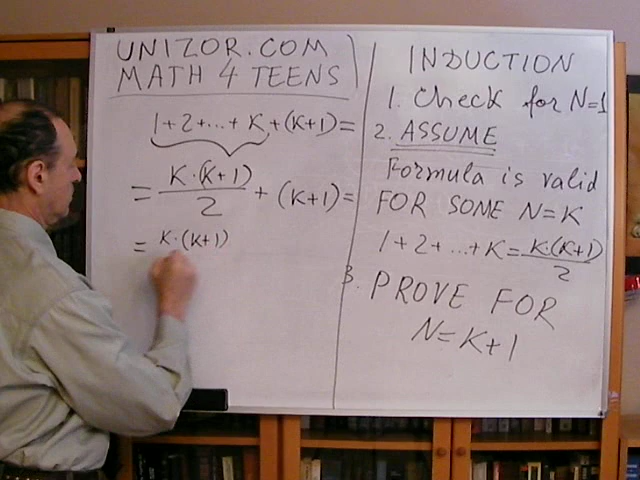 UNIZOR.COM
MATH 4 TEENS
1+2+...+K+(K+1)=
= K·(K+1)/2 + (K+1)=
= K·(K+1)
INDUCTION
1. Check for N=1
2. ASSUME
Formula is valid
FOR SOME N=K
1+2+...+K=K·(K+1)/2
3. PROVE FOR
N=K+1